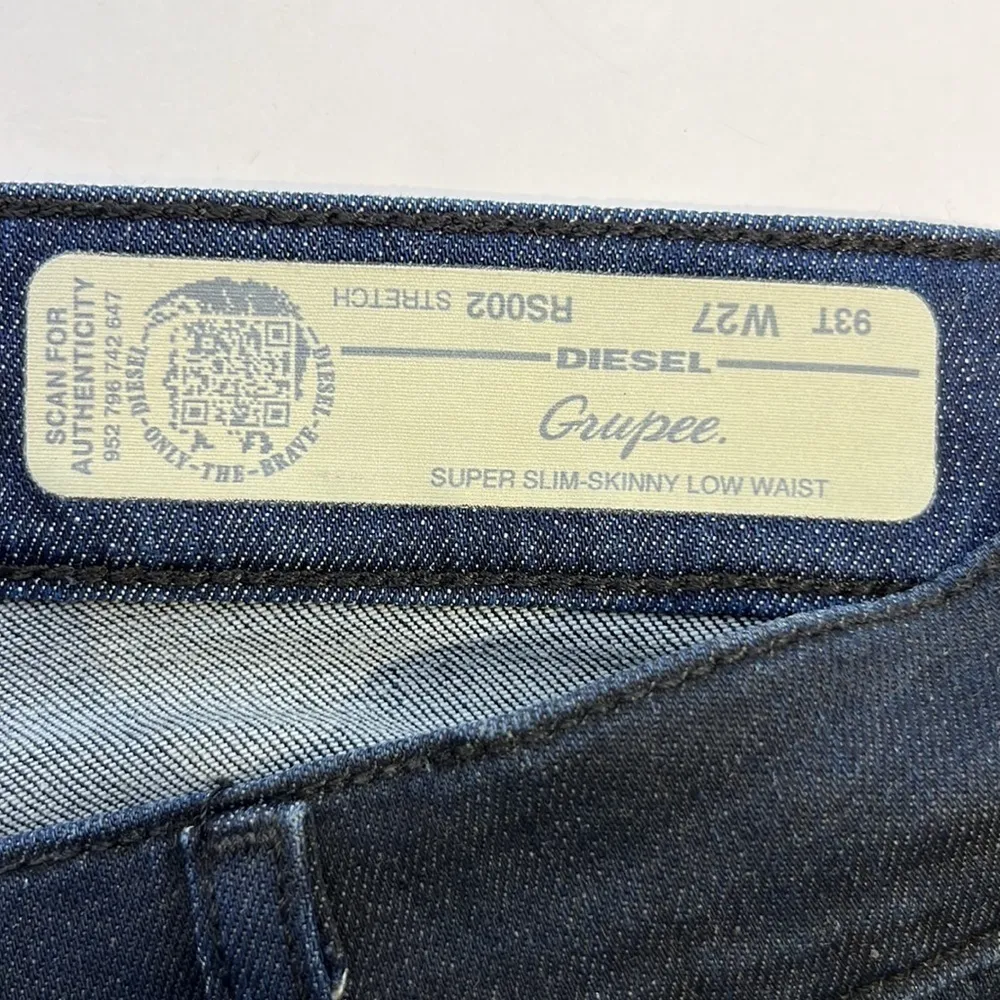 SCAN FOR
AUTHENTICITY
952 796 742 647
DIESEL-ONLY-THE-BRAVE-DIESEL
RS002 STRETCH
W27 93T
DIESEL
Grupee.
SUPER SLIM-SKINNY LOW WAIST